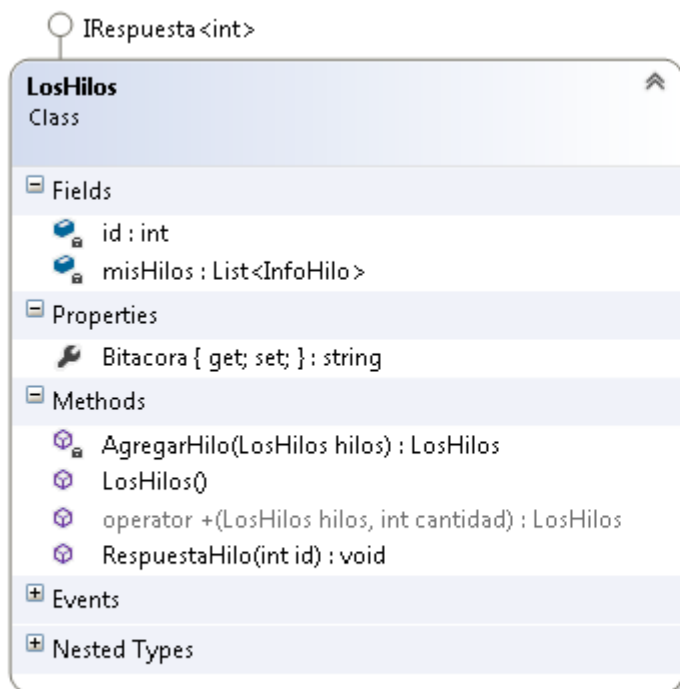 IRespuesta<int>
LosHilos
Class
Fields
id : int
misHilos : List<InfoHilo>
Properties
Bitacora { get; set; } : string
Methods
AgregarHilo(LosHilos hilos) : LosHilos
LosHilos()
operator +(LosHilos hilos, int cantidad) : LosHilos
RespuestaHilo(int id) : void
Events
Nested Types